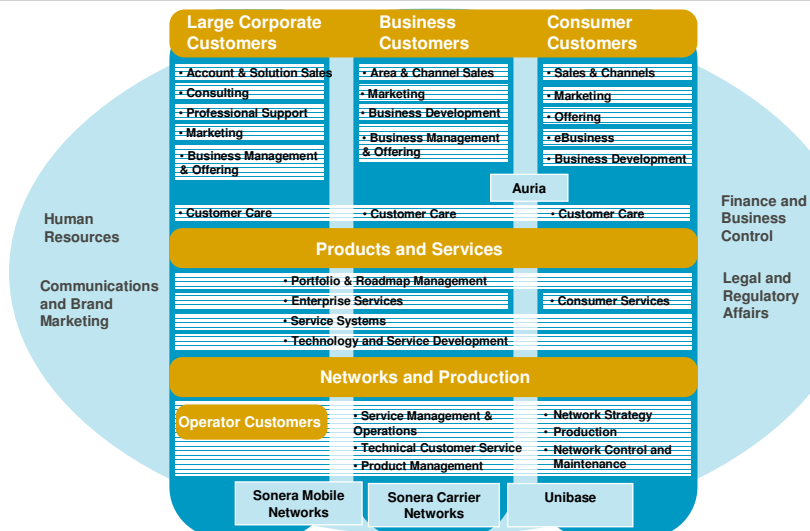 Large Corporate
Customers
Business
Customers
Consumer
Customers
• Account & Solution Sales
• Consulting
• Professional Support
• Marketing
• Business Management
& Offering
• Area & Channel Sales
• Marketing
• Business Development
• Business Management
& Offering
• Sales & Channels
• Marketing
• Offering
• eBusiness
• Business Development
Auria
• Customer Care
• Customer Care
• Customer Care
Human
Resources
Communications
and Brand
Marketing
Finance and
Business
Control
Legal and
Regulatory
Affairs
Products and Services
• Portfolio & Roadmap Management
• Enterprise Services
• Consumer Services
• Service Systems
• Technology and Service Development
Networks and Production
Operator Customers
• Service Management &
Operations
• Technical Customer Service
• Product Management
• Network Strategy
• Production
• Network Control and
Maintenance
Sonera Mobile
Networks
Sonera Carrier
Networks
Unibase